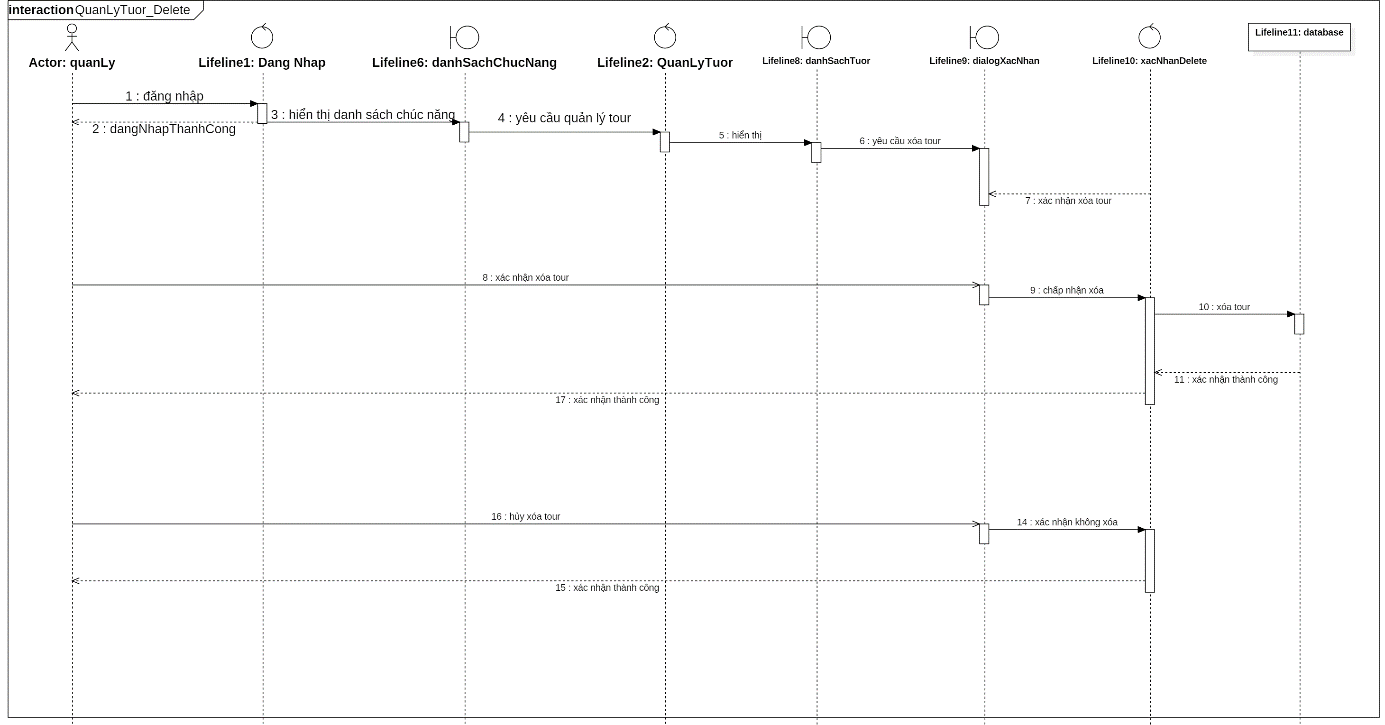 interaction QuanLyTuor_Delete
Actor: quanLy
Lifeline1: Dang Nhap
Lifeline6: danhSachChucNang
Lifeline2: QuanLyTuor
Lifeline8: danhSachTuor
Lifeline9: dialogXacNhan
Lifeline10: xacNhanDelete
Lifeline11: database
1 : đăng nhập
2 : dangNhapThanhCong
3 : hiển thị danh sách chúc năng
4 : yêu cầu quản lý tour
5 : hiển thị
6 : yêu cầu xóa tour
7 : xác nhận xóa tour
8 : xác nhận xóa tour
9 : chấp nhận xóa
10 : xóa tour
11 : xác nhận thành công
17 : xác nhận thành công
16 : hủy xóa tour
14 : xác nhận không xóa
15 : xác nhận thành công